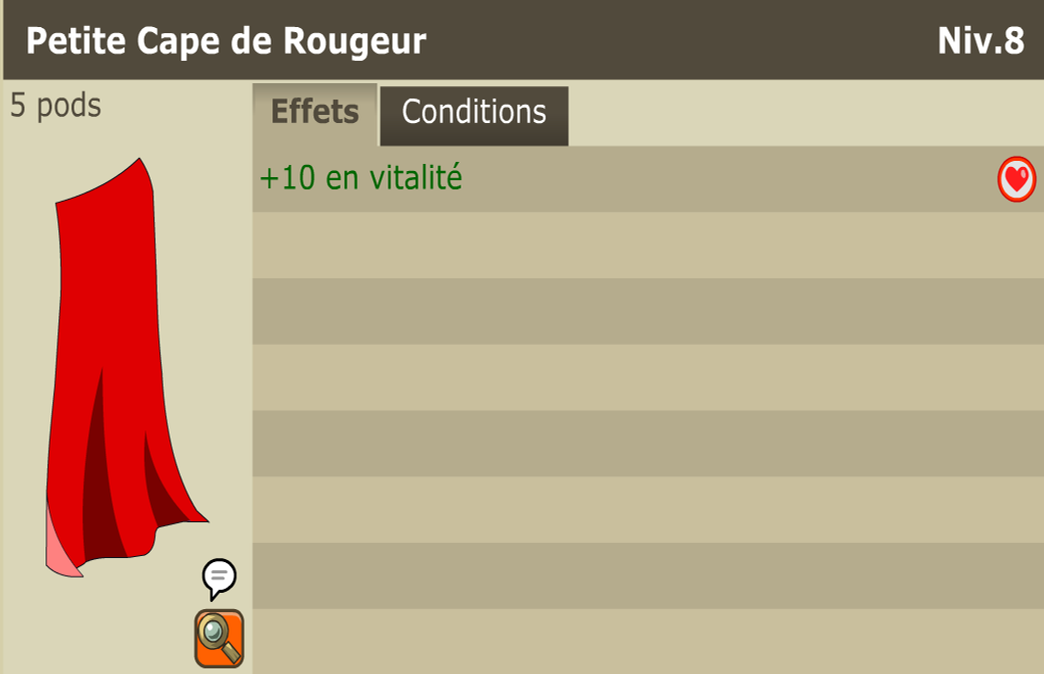 Petite Cape de Rougeur
Niv.8
5 pods
Effets
Conditions
+10 en vitalité